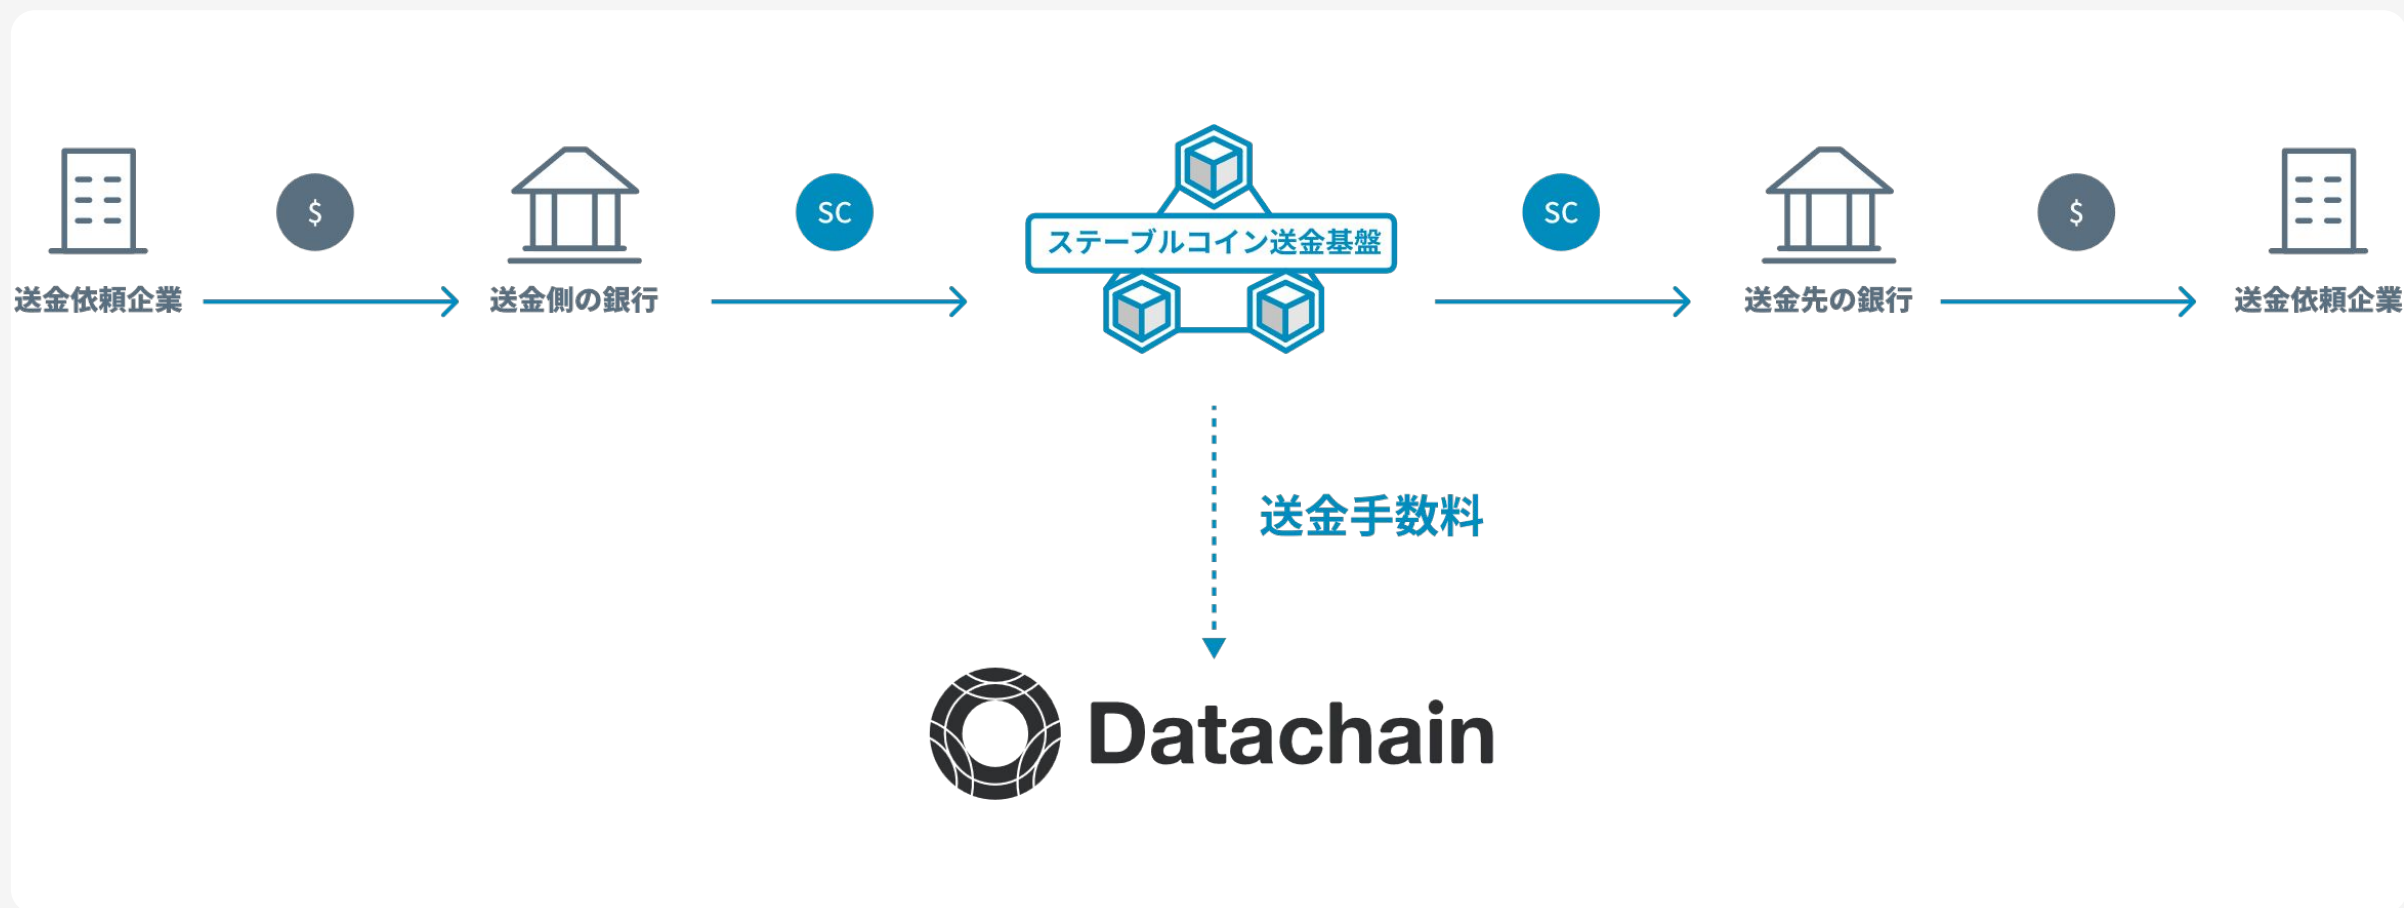 $
SC
ステーブルコイン送金基盤
SC
$
送金依頼企業
送金側の銀行
送金先の銀行
送金依頼企業
送金手数料
Datachain